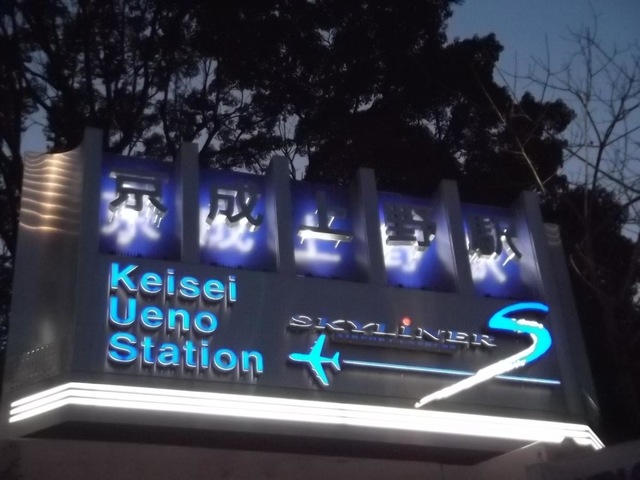 京成上野駅
Keisei
Ueno
Station
SKYLiNER
S